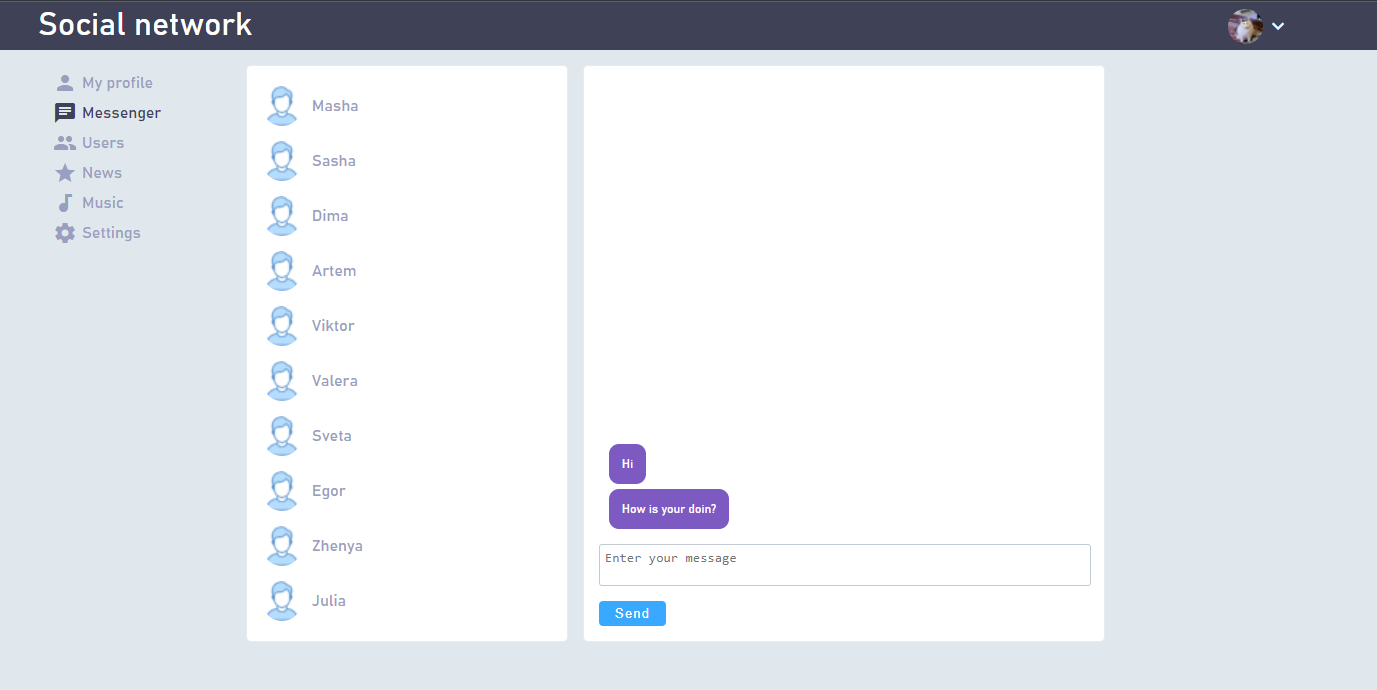 Social network
My profile
Messenger
Users
News
Music
Settings
Masha
Sasha
Dima
Artem
Viktor
Valera
Sveta
Egor
Zhenya
Julia
Hi
How is your doin?
Enter your message
Send